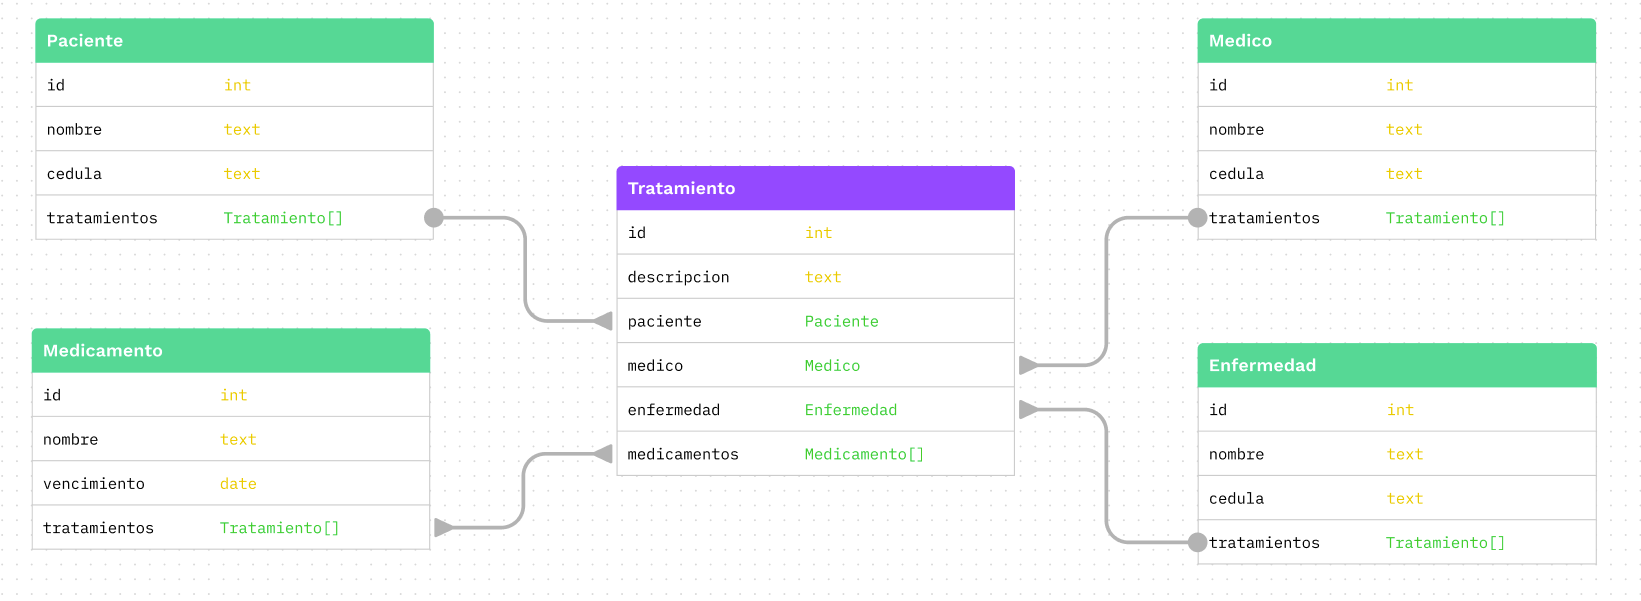 Paciente
id int
nombre text
cedula text
tratamientos Tratamiento[]
Medicamento
id int
nombre text
vencimiento date
tratamientos Tratamiento[]
Tratamiento
id int
descripcion text
paciente Paciente
medico Medico
enfermedad Enfermedad
medicamentos Medicamento[]
Medico
id int
nombre text
cedula text
tratamientos Tratamiento[]
Enfermedad
id int
nombre text
cedula text
tratamientos Tratamiento[]